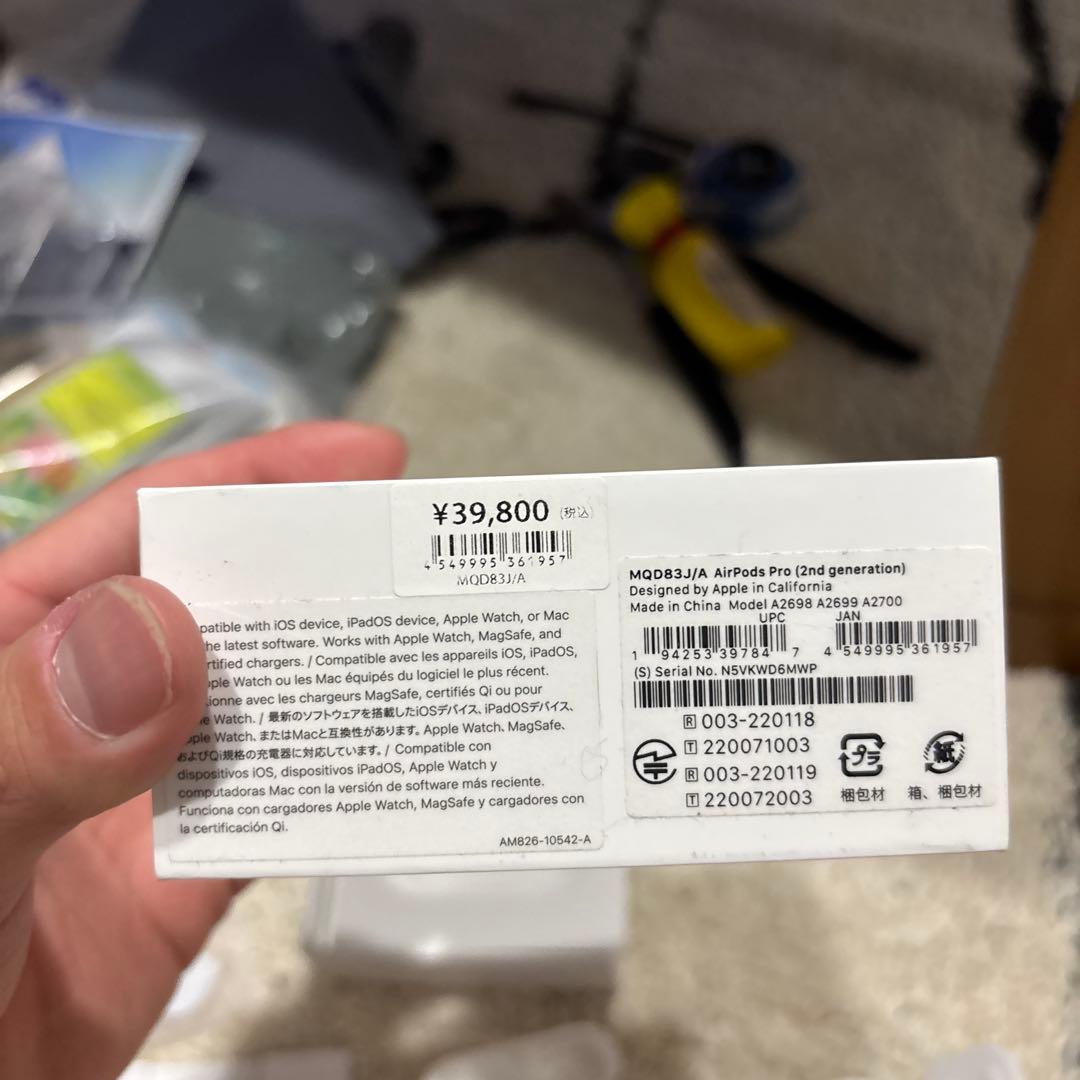 ¥39,800 (税込)
4 549995 361957
MQD83J/A
patible with iOS device, iPadOS device, Apple Watch, or Mac
he latest software. Works with Apple Watch, MagSafe, and
rtified chargers. / Compatible avec les appareils iOS, iPadOS,
ple Watch ou les Mac équipés du logiciel le plus récent.
ionne avec les chargeurs MagSafe, certifiés Qi ou pour
e Watch. / 最新のソフトウェアを搭載したiOSデバイス、iPadOSデバイス、
pple Watch、またはMacと互換性があります。Apple Watch、MagSafe、
およびQi規格の充電器に対応しています。/ Compatible con
dispositivos iOS, dispositivos iPadOS, Apple Watch y
computadoras Mac con la versión de software más reciente.
Funciona con cargadores Apple Watch, MagSafe y cargadores con
la certificación Qi.
AM826-10542-A
MQD83J/A AirPods Pro (2nd generation)
Designed by Apple in California
Made in China Model A2698 A2699 A2700
UPC JAN
1 94253 39784 7 4 549995 361957
(S) Serial No. N5VKWD6MWP
R 003-220118
T 220071003
R 003-220119
T 220072003
プラ 紙
梱包材 箱、梱包材